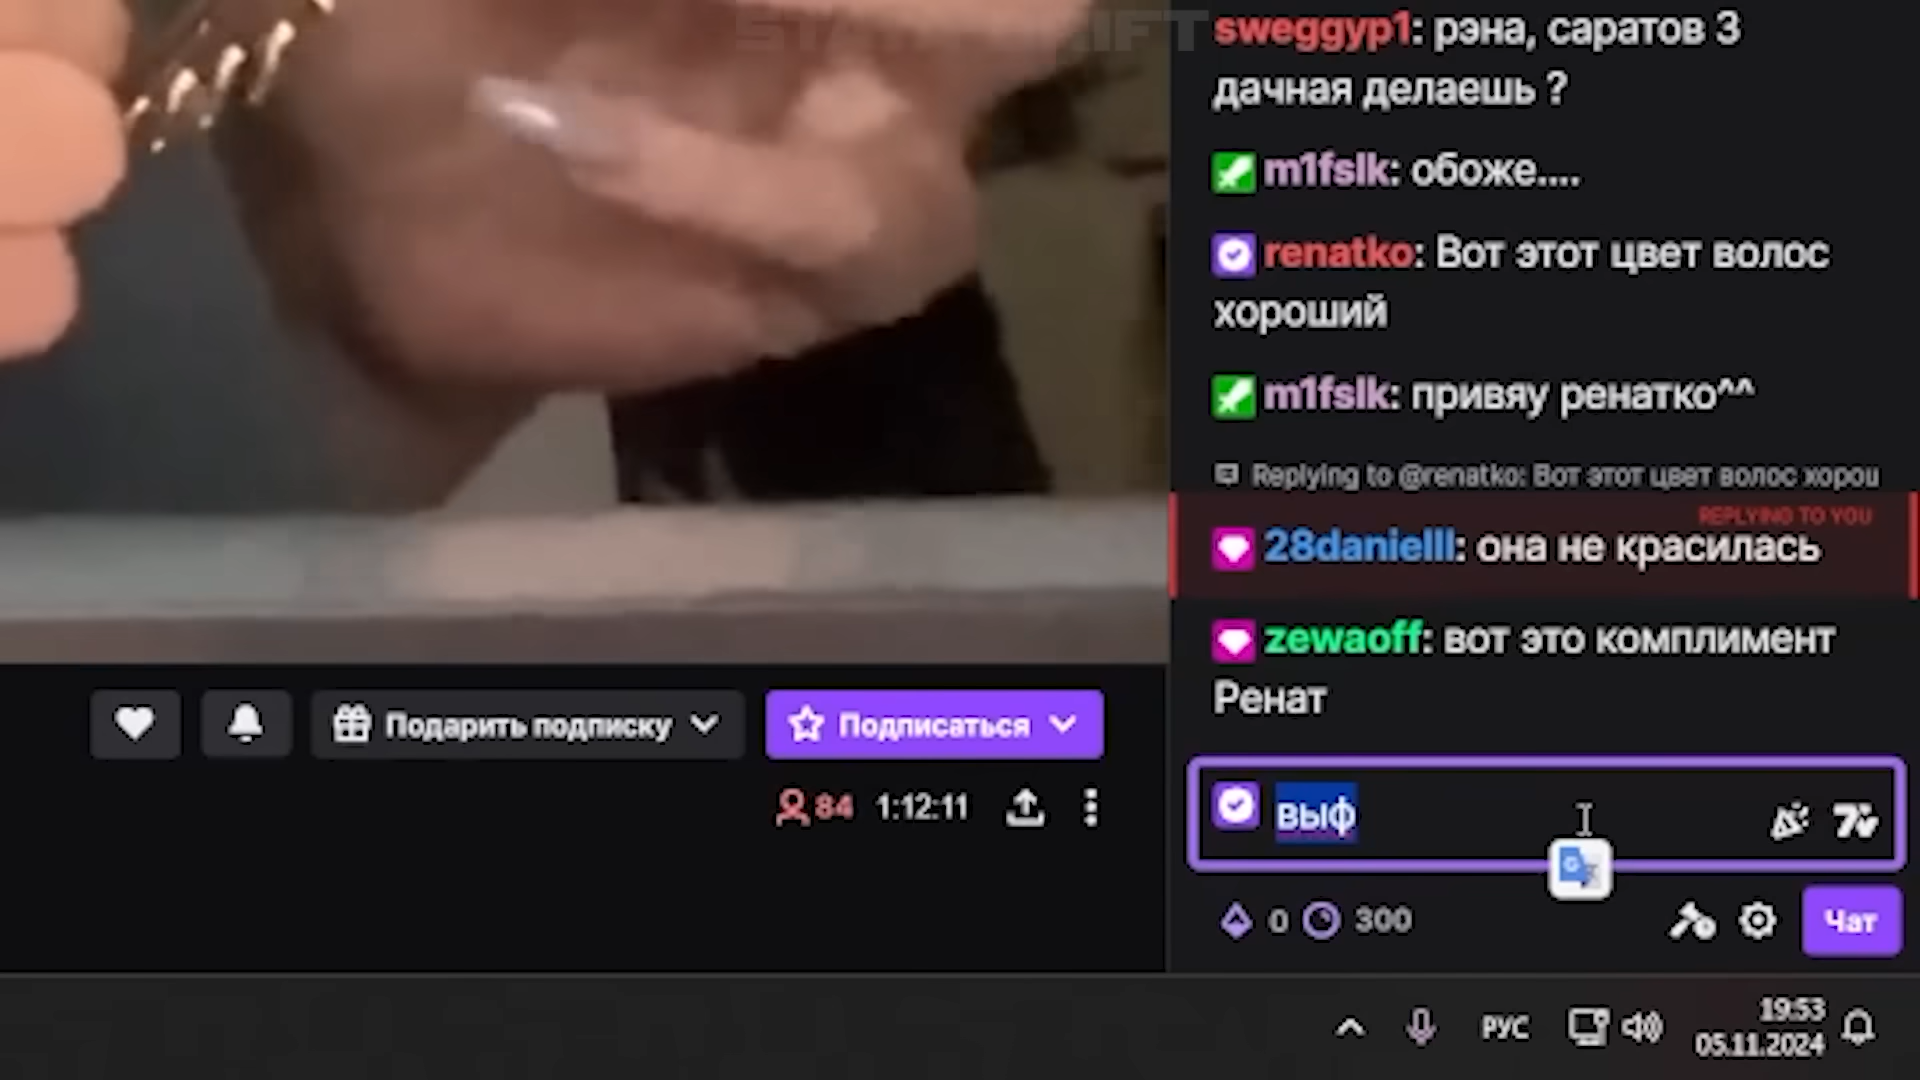 sweggyp1: рэна, саратов 3
дачная делаешь ?
m1fslk: обоже....
renatko: Вот этот цвет волос
хороший
m1fslk: привяу ренатко^^
Replying to @renatko: Вот этот цвет волос хорош
REPLYING TO YOU
28danielll: она не красилась
zewaoff: вот это комплимент
Ренат
Подарить подписку
Подписаться
84 1:12:11
выф
0 300
Чат
РУС
19:53
05.11.2024